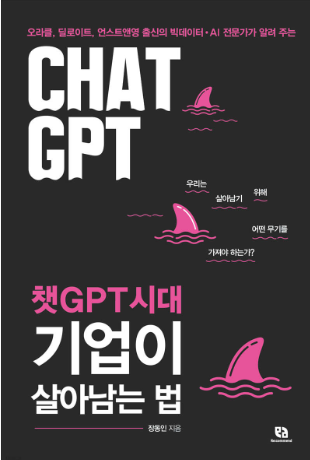 오라클, 딜로이트, 언스트앤영 출신의 빅데이터·AI 전문가가 알려 주는
CHAT
GPT
우리는
살아남기
위해
어떤 무기를
가져야 하는가?
챗GPT시대
기업이
살아남는 법
장동인 지음